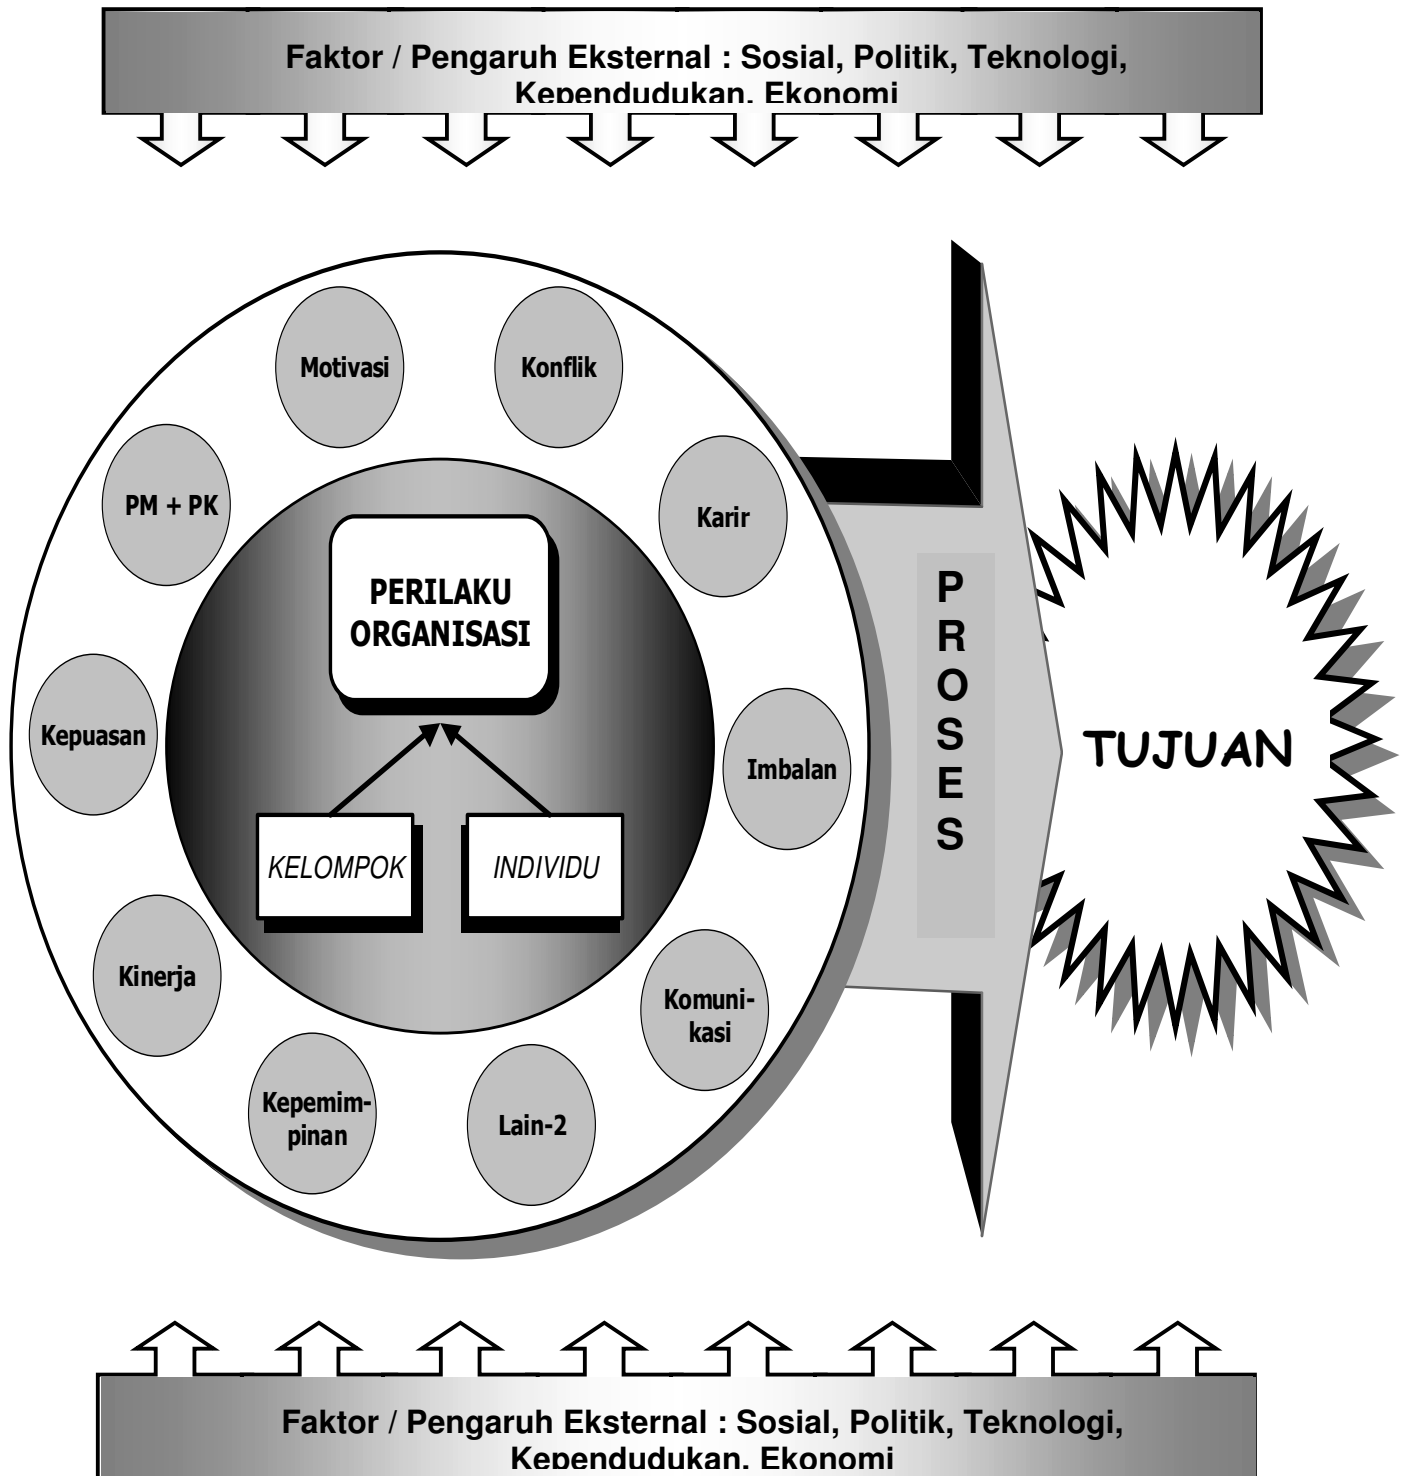 Faktor / Pengaruh Eksternal : Sosial, Politik, Teknologi,
Kependudukan, Ekonomi
Motivasi
Konflik
PM + PK
Karir
PERILAKU
ORGANISASI
Kepuasan
Imbalan
KELOMPOK
INDIVIDU
Kinerja
Komuni-
kasi
Kepemim-
pinan
Lain-2
P
R
O
S
E
S
TUJUAN
Faktor / Pengaruh Eksternal : Sosial, Politik, Teknologi,
Kependudukan, Ekonomi